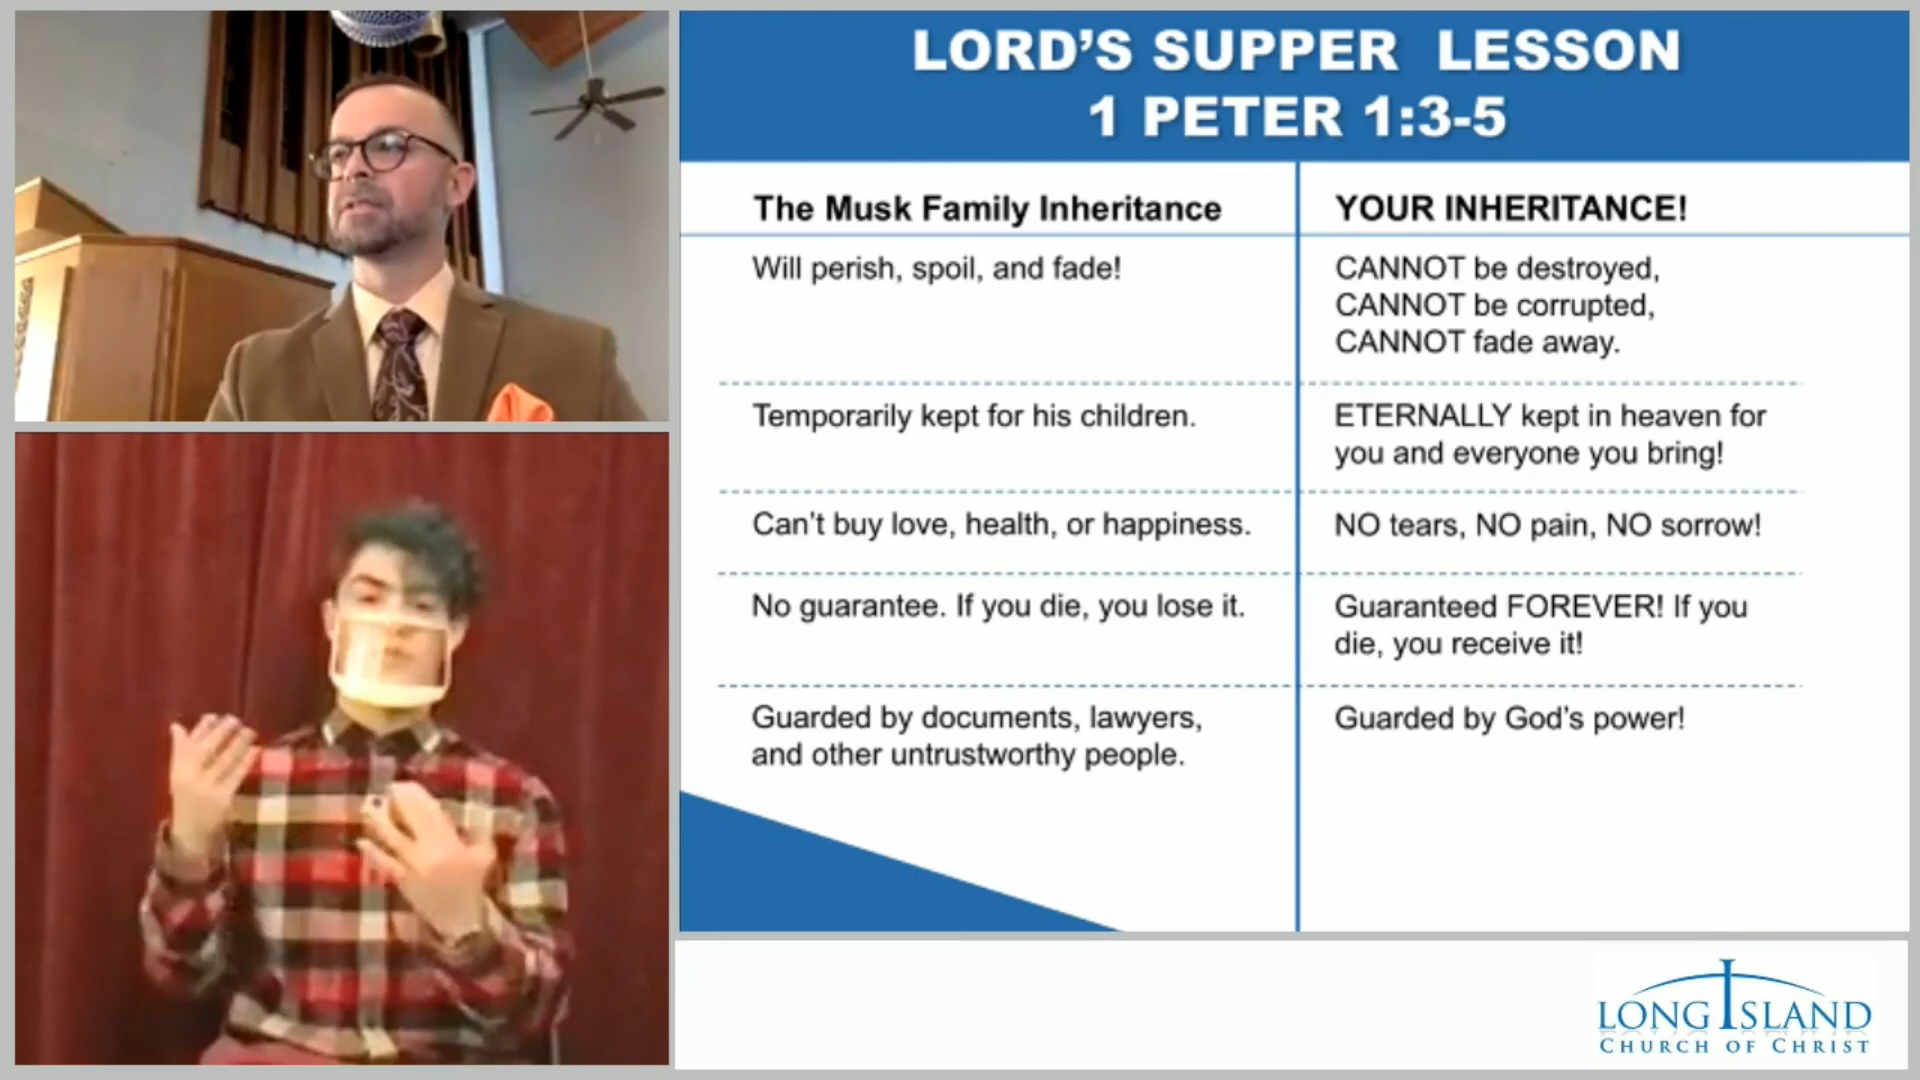 LORD'S SUPPER LESSON
1 PETER 1:3-5
The Musk Family Inheritance
YOUR INHERITANCE!
Will perish, spoil, and fade!
CANNOT be destroyed,
CANNOT be corrupted,
CANNOT fade away.
Temporarily kept for his children.
ETERNALLY kept in heaven for
you and everyone you bring!
Can't buy love, health, or happiness.
NO tears, NO pain, NO sorrow!
No guarantee. If you die, you lose it.
Guaranteed FOREVER! If you
die, you receive it!
Guarded by documents, lawyers,
and other untrustworthy people.
Guarded by God's power!
LONG ISLAND
CHURCH OF CHRIST